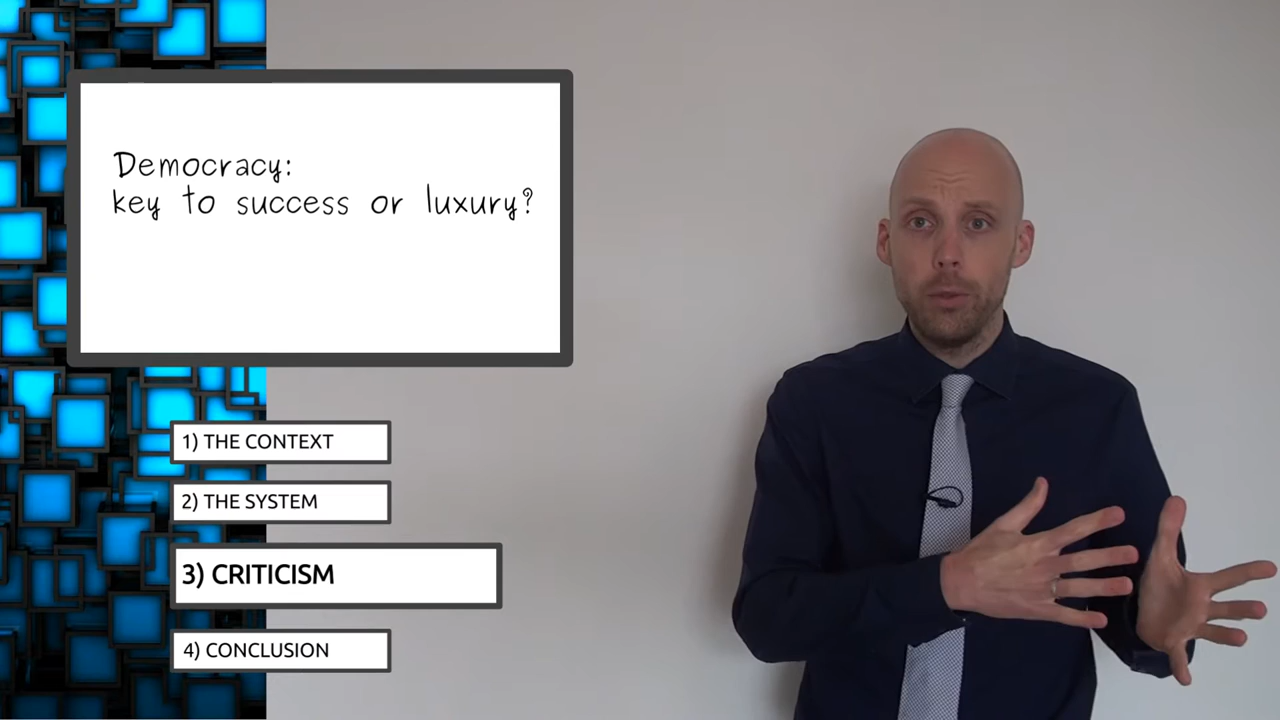 Democracy:
key to success or luxury?
1) THE CONTEXT
2) THE SYSTEM
3) CRITICISM
4) CONCLUSION